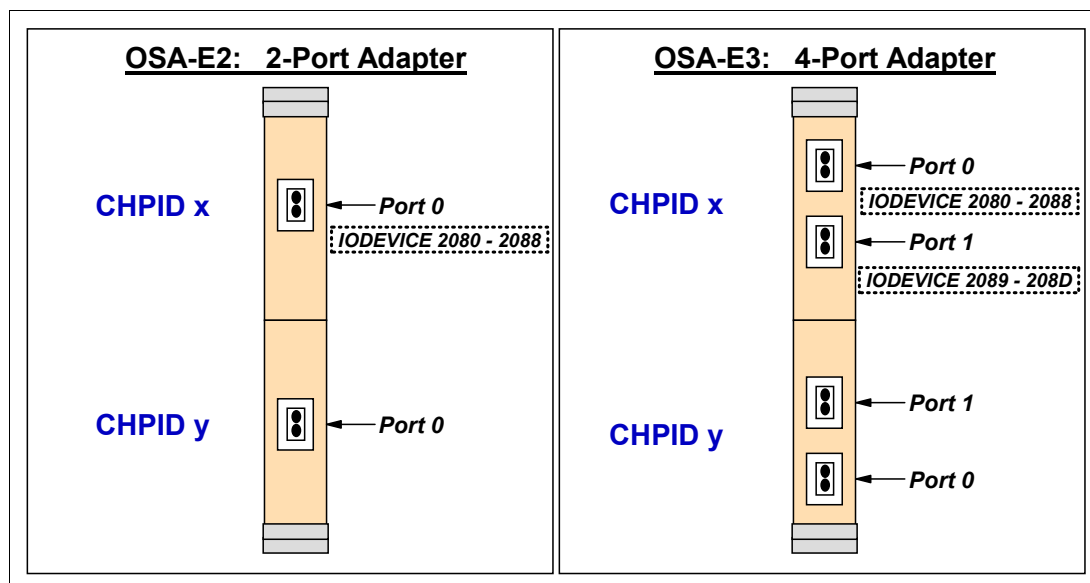 OSA-E2: 2-Port Adapter
CHPID x
Port 0
IODEVICE 2080 - 2088
CHPID y
Port 0
OSA-E3: 4-Port Adapter
CHPID x
Port 0
IODEVICE 2080 - 2088
Port 1
IODEVICE 2089 - 208D
CHPID y
Port 1
Port 0